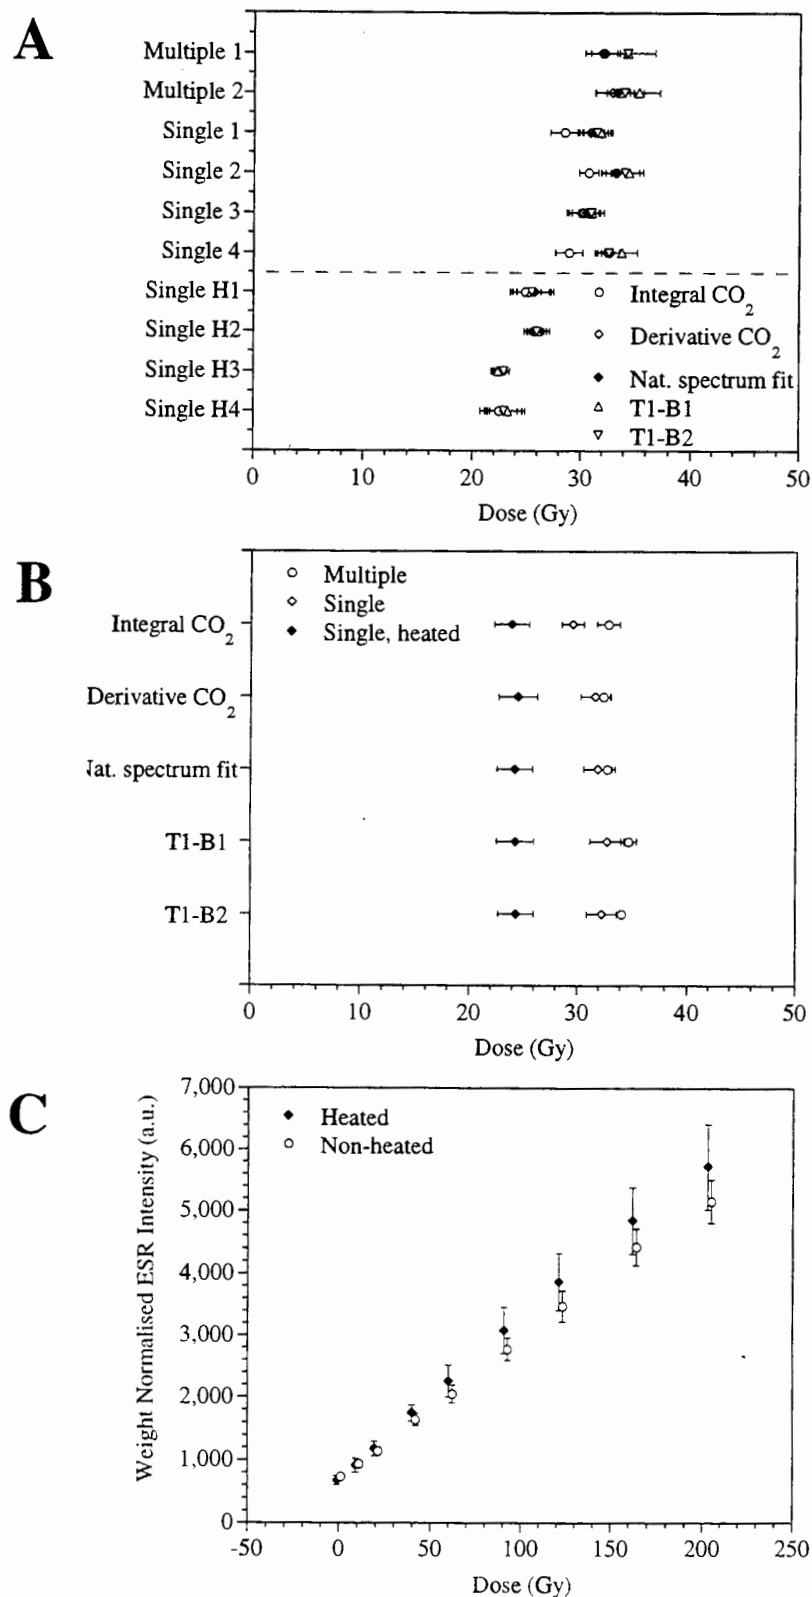 A
Multiple 1
Multiple 2
Single 1
Single 2
Single 3
Single 4
Single H1
Single H2
Single H3
Single H4
Integral CO2
Derivative CO2
Nat. spectrum fit
T1-B1
T1-B2
0 10 20 30 40 50
Dose (Gy)
B
Multiple
Single
Single, heated
Integral CO2
Derivative CO2
Nat. spectrum fit
T1-B1
T1-B2
0 10 20 30 40 50
Dose (Gy)
C
Heated
Non-heated
Weight Normalised ESR Intensity (a.u.)
7,000
6,000
5,000
4,000
3,000
2,000
1,000
0
-50 0 50 100 150 200 250
Dose (Gy)